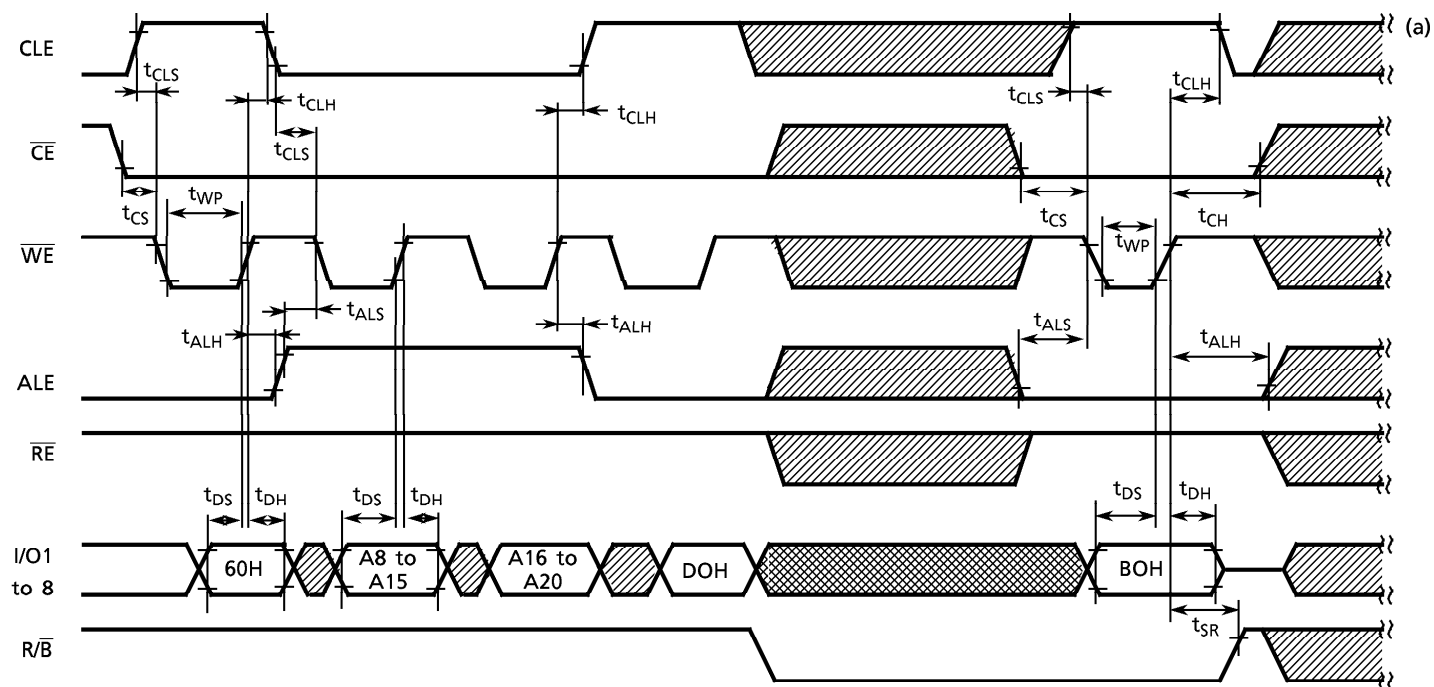 (a)
CLE
tCLS
tCLH
tCLS
tCLH
tCLS
tCLH
CE
tCS
tWP
tCS
tCH
tWP
WE
tALS
tALH
tALH
tALS
tALH
ALE
RE
tDS
tDH
tDS
tDH
tDS
tDH
I/O1
to 8
60H
A8 to
A15
A16 to
A20
DOH
BOH
tSR
R/B